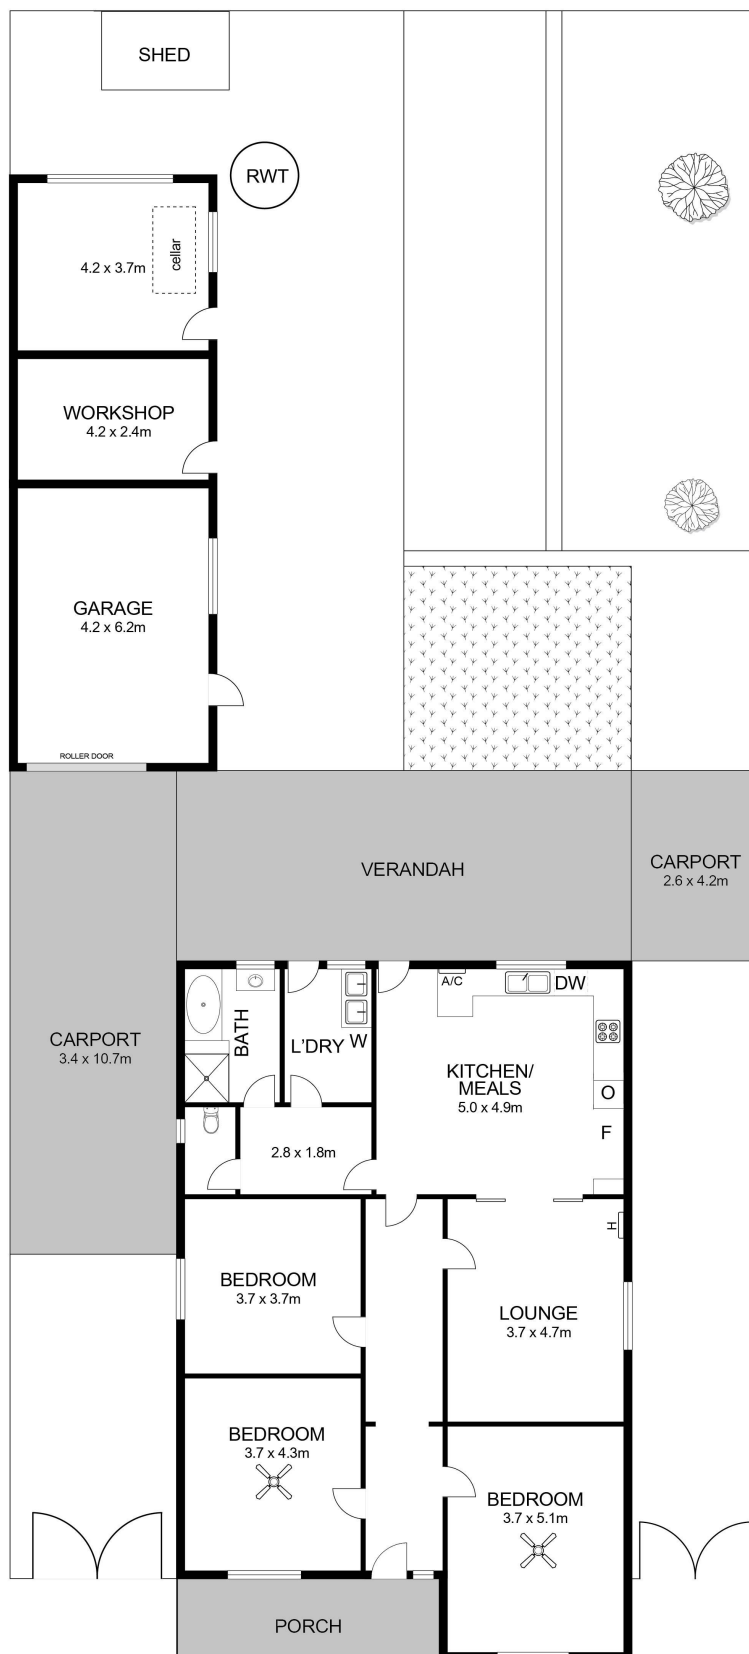 SHED
RWT
cellar
4.2 x 3.7m
WORKSHOP
4.2 x 2.4m
GARAGE
4.2 x 6.2m
ROLLER DOOR
VERANDAH
CARPORT
2.6 x 4.2m
CARPORT
3.4 x 10.7m
BATH
L'DRY
W
A/C
DW
KITCHEN/
MEALS
5.0 x 4.9m
O
F
2.8 x 1.8m
H
BEDROOM
3.7 x 3.7m
LOUNGE
3.7 x 4.7m
BEDROOM
3.7 x 4.3m
BEDROOM
3.7 x 5.1m
PORCH